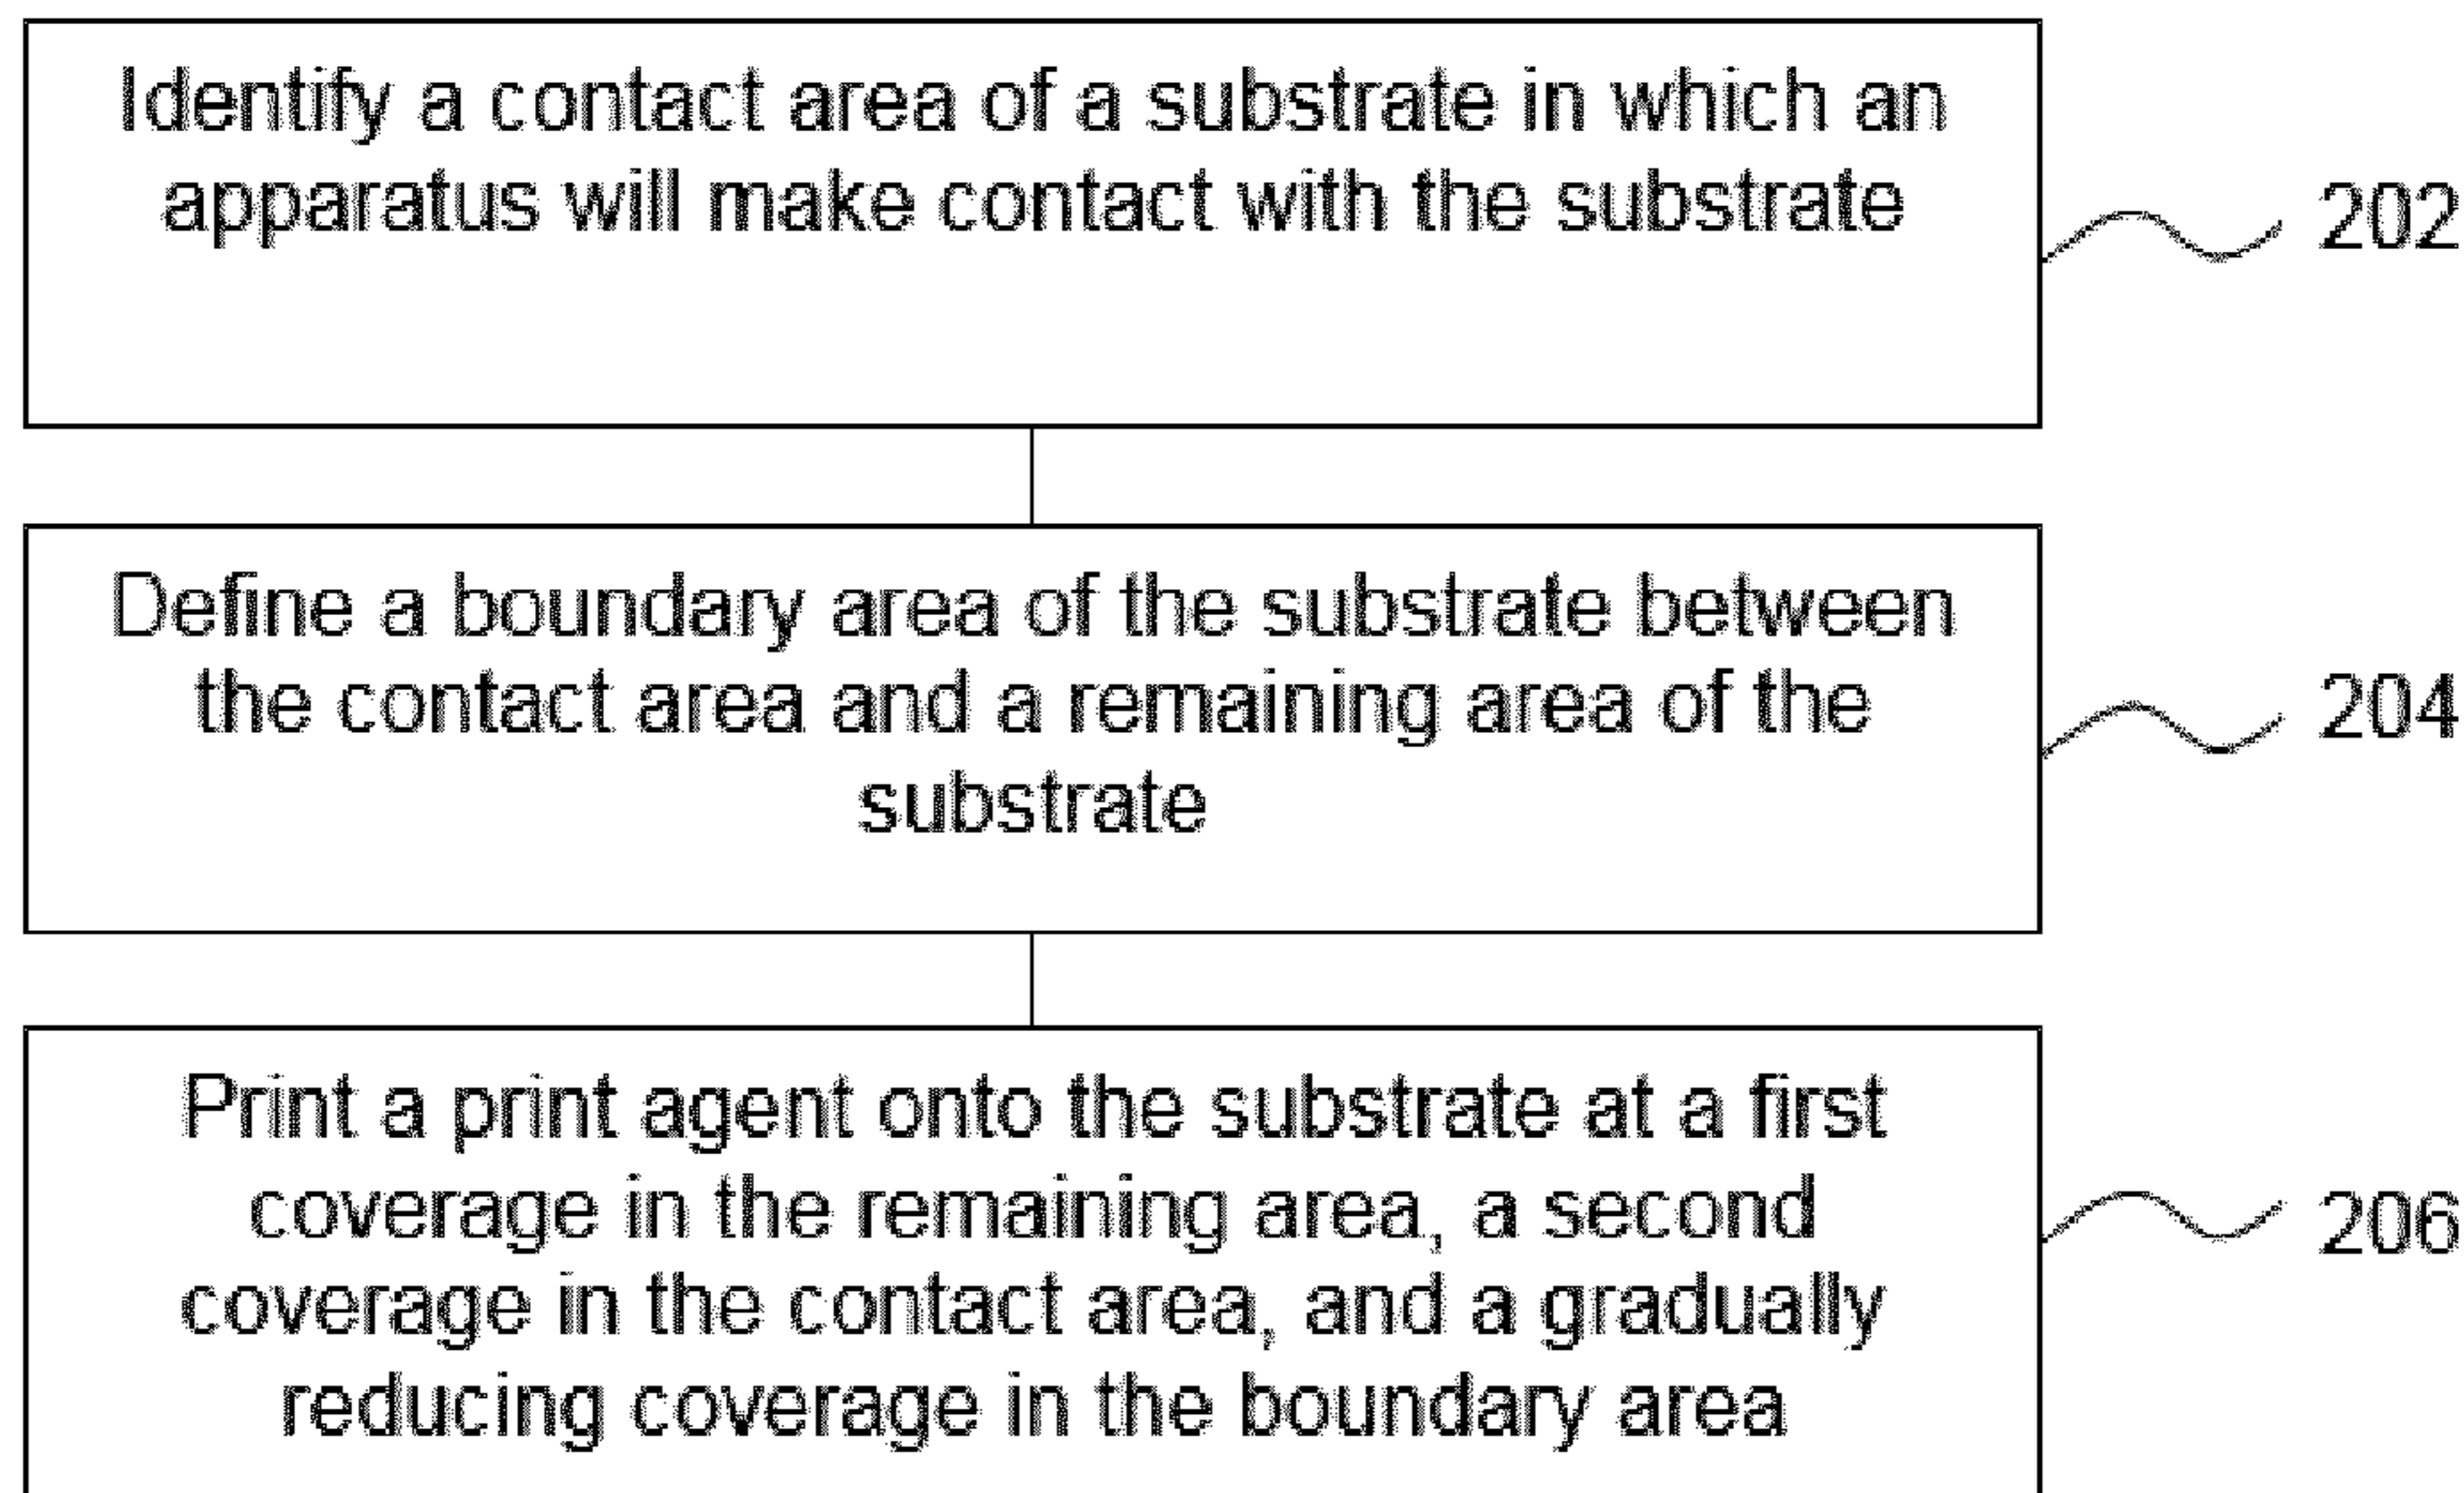 Identify a contact area of a substrate in which an
apparatus will make contact with the substrate
202
Define a boundary area of the substrate between
the contact area and a remaining area of the
substrate
204
Print a print agent onto the substrate at a first
coverage in the remaining area, a second
coverage in the contact area, and a gradually
reducing coverage in the boundary area
206